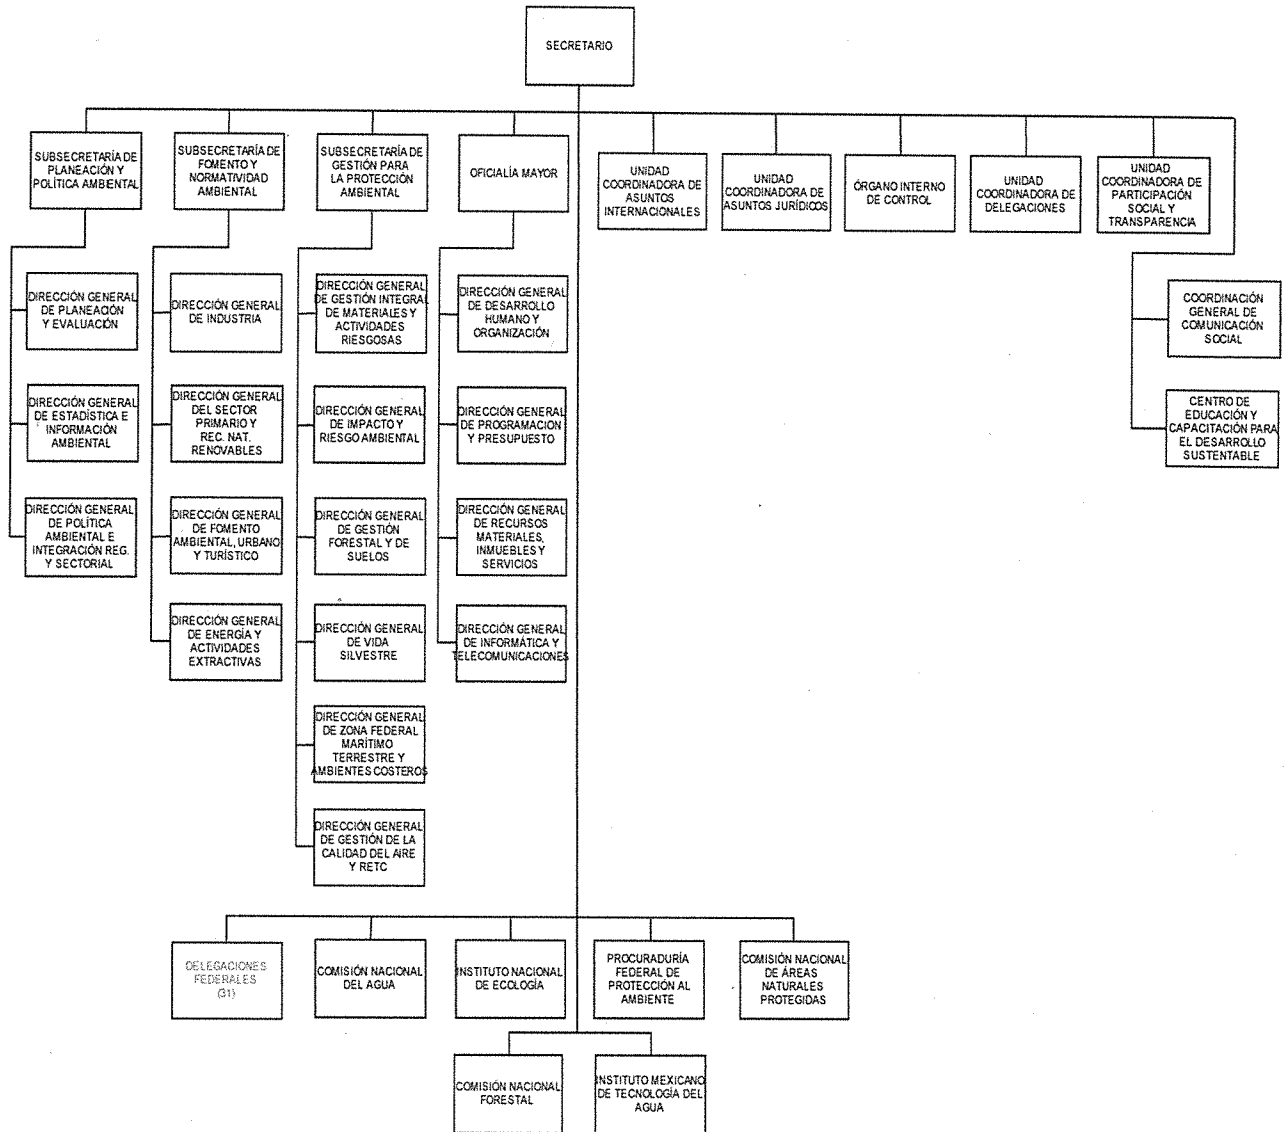 SECRETARIO
SUBSECRETARÍA DE
PLANEACIÓN Y
POLÍTICA AMBIENTAL
SUBSECRETARÍA DE
FOMENTO Y
NORMATIVIDAD
AMBIENTAL
SUBSECRETARÍA DE
GESTIÓN PARA
LA PROTECCIÓN
AMBIENTAL
OFICIALÍA MAYOR
UNIDAD
COORDINADORA DE
ASUNTOS
INTERNACIONALES
UNIDAD
COORDINADORA DE
ASUNTOS JURÍDICOS
ÓRGANO INTERNO
DE CONTROL
UNIDAD
COORDINADORA DE
DELEGACIONES
UNIDAD
COORDINADORA DE
PARTICIPACIÓN
SOCIAL Y
TRANSPARENCIA
DIRECCIÓN GENERAL
DE PLANEACIÓN
Y EVALUACIÓN
DIRECCIÓN GENERAL
DE INDUSTRIA
DIRECCIÓN GENERAL
DE GESTIÓN INTEGRAL
DE MATERIALES Y
ACTIVIDADES
RIESGOSAS
DIRECCIÓN GENERAL
DE DESARROLLO
HUMANO Y
ORGANIZACIÓN
COORDINACIÓN
GENERAL DE
COMUNICACIÓN
SOCIAL
DIRECCIÓN GENERAL
DE ESTADÍSTICA E
INFORMACIÓN
AMBIENTAL
DIRECCIÓN GENERAL
DEL SECTOR
PRIMARIO Y
REC. NAT.
RENOVABLES
DIRECCIÓN GENERAL
DE IMPACTO Y
RIESGO AMBIENTAL
DIRECCIÓN GENERAL
DE PROGRAMACION
Y PRESUPUESTO
CENTRO DE
EDUCACIÓN Y
CAPACITACIÓN PARA
EL DESARROLLO
SUSTENTABLE
DIRECCIÓN GENERAL
DE POLÍTICA
AMBIENTAL E
INTEGRACIÓN REG.
Y SECTORIAL
DIRECCIÓN GENERAL
DE FOMENTO
AMBIENTAL, URBANO
Y TURÍSTICO
DIRECCIÓN GENERAL
DE GESTIÓN
FORESTAL Y DE
SUELOS
DIRECCIÓN GENERAL
DE RECURSOS
MATERIALES,
INMUEBLES Y
SERVICIOS
DIRECCIÓN GENERAL
DE ENERGÍA Y
ACTIVIDADES
EXTRACTIVAS
DIRECCIÓN GENERAL
DE VIDA
SILVESTRE
DIRECCIÓN GENERAL
DE INFORMÁTICA Y
TELECOMUNICACIONES
DIRECCIÓN GENERAL
DE ZONA FEDERAL
MARÍTIMO
TERRESTRE Y
AMBIENTES COSTEROS
DIRECCIÓN GENERAL
DE GESTIÓN DE LA
CALIDAD DEL AIRE
Y RETC
DELEGACIONES
FEDERALES
(31)
COMISIÓN NACIONAL
DEL AGUA
INSTITUTO NACIONAL
DE ECOLOGÍA
PROCURADURÍA
FEDERAL DE
PROTECCIÓN AL
AMBIENTE
COMISIÓN NACIONAL
DE ÁREAS
NATURALES
PROTEGIDAS
COMISIÓN NACIONAL
FORESTAL
INSTITUTO MEXICANO
DE TECNOLOGÍA DEL
AGUA